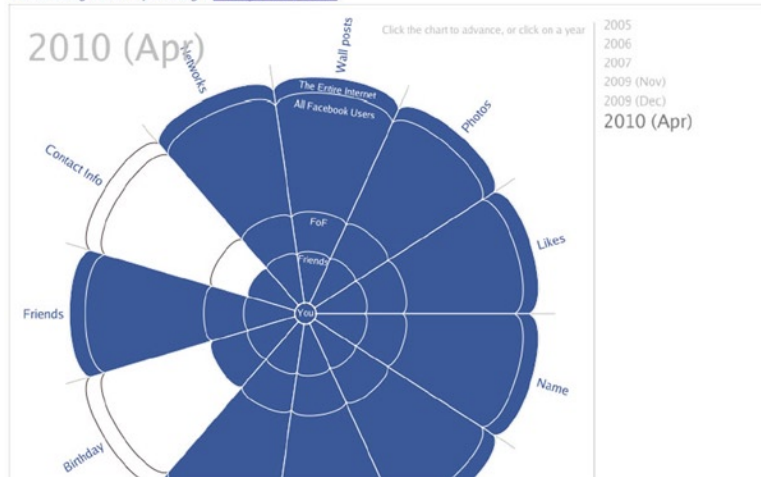 2010 (Apr)
Click the chart to advance, or click on a year
2005
2006
2007
2009 (Nov)
2009 (Dec)
2010 (Apr)
Networks
Wall posts
Photos
Likes
Name
Contact Info
Friends
Birthday
The Entire Internet
All Facebook Users
FoF
Friends
You